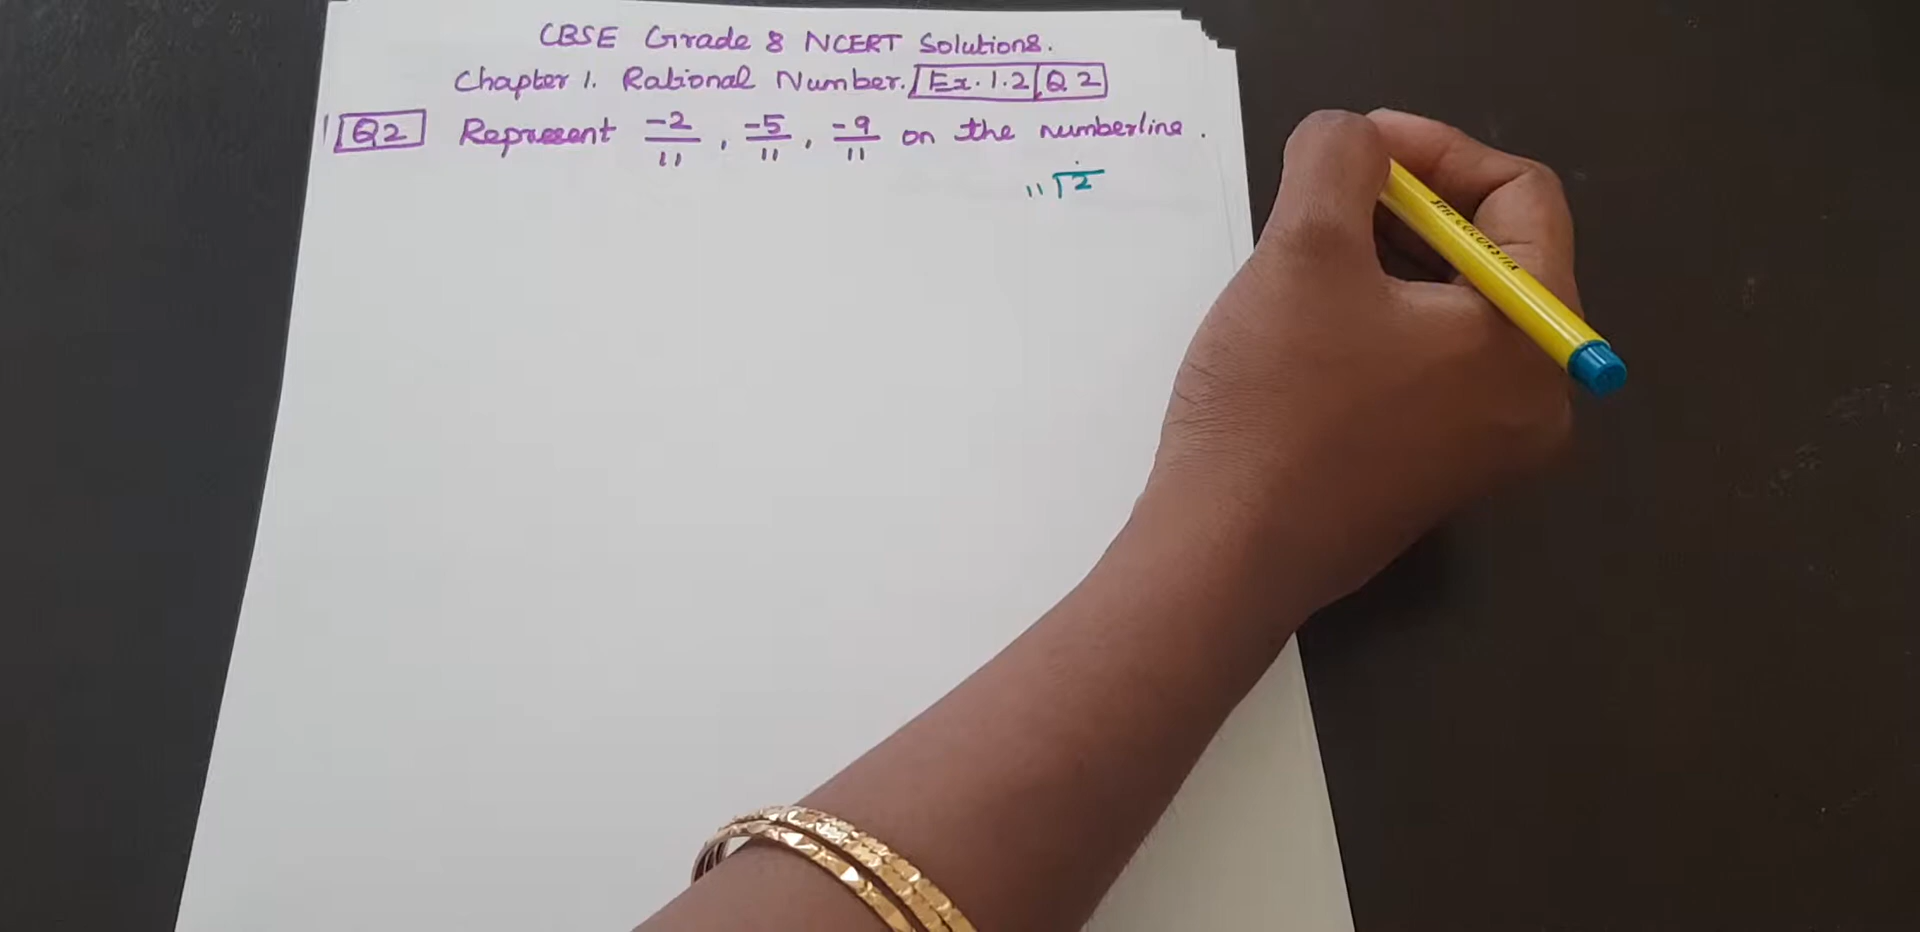 CBSE Grade 8 NCERT Solutions.
Chapter 1. Rational Number. Ex. 1.2 Q 2
Q2 Represent -2/11, -5/11, -9/11 on the numberline.
11√2